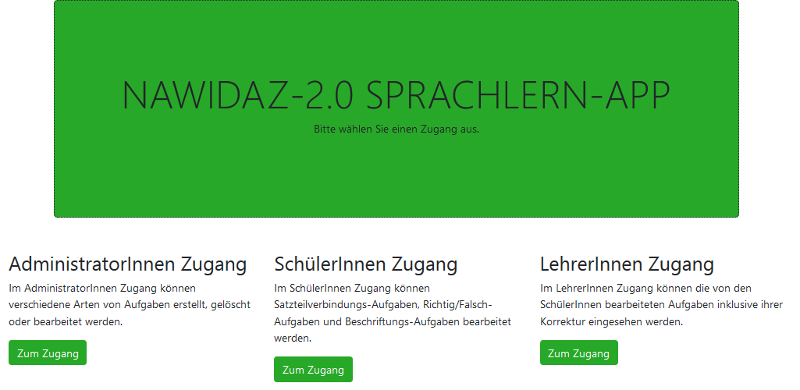 NAWIDAZ-2.0 SPRACHLERN-APP
Bitte wählen Sie einen Zugang aus.
AdministratorInnen Zugang
Im AdministratorInnen Zugang können
verschiedene Arten von Aufgaben erstellt, gelöscht
oder bearbeitet werden.
Zum Zugang
SchülerInnen Zugang
Im SchülerInnen Zugang können
Satzteilverbindungs-Aufgaben, Richtig/Falsch-
Aufgaben und Beschriftungs-Aufgaben bearbeitet
werden.
Zum Zugang
LehrerInnen Zugang
Im LehrerInnen Zugang können die von den
SchülerInnen bearbeiteten Aufgaben inklusive ihrer
Korrektur eingesehen werden.
Zum Zugang